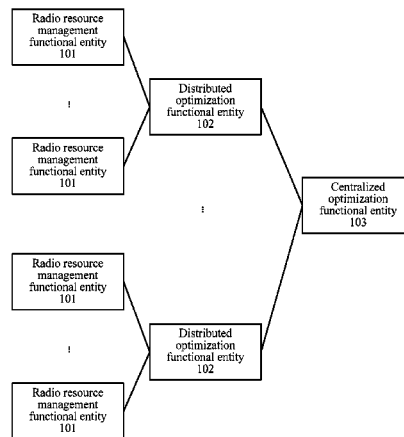 Radio resource
management
functional entity
101
Radio resource
management
functional entity
101
Distributed
optimization
functional entity
102
Centralized
optimization
functional entity
103
Radio resource
management
functional entity
101
Distributed
optimization
functional entity
102
Radio resource
management
functional entity
101